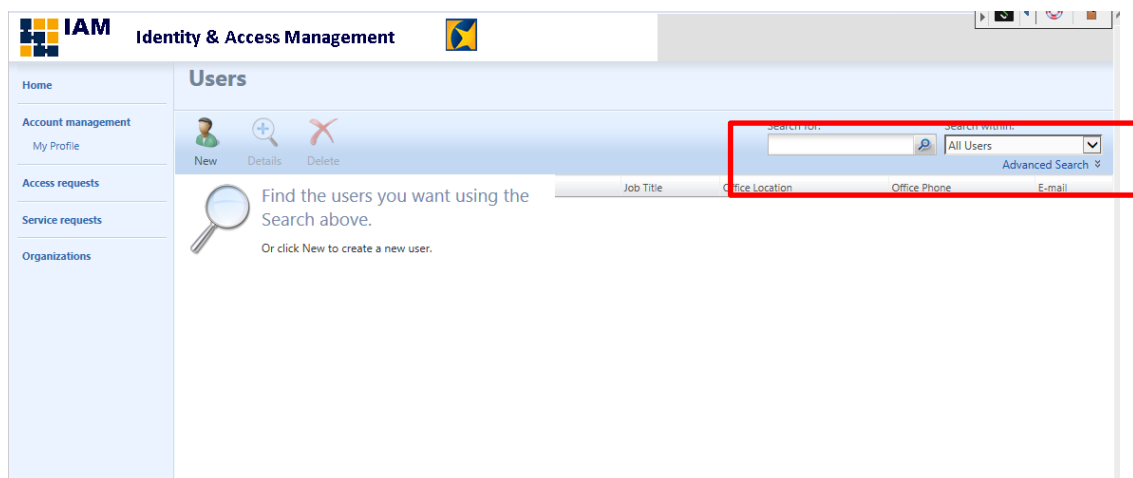 IAM
Identity & Access Management
Home
Users
Account management
My Profile
Access requests
Service requests
Organizations
New
Details
Delete
Search for:
Search within:
All Users
Advanced Search
Job Title
Office Location
Office Phone
E-mail
Find the users you want using the
Search above.
Or click New to create a new user.